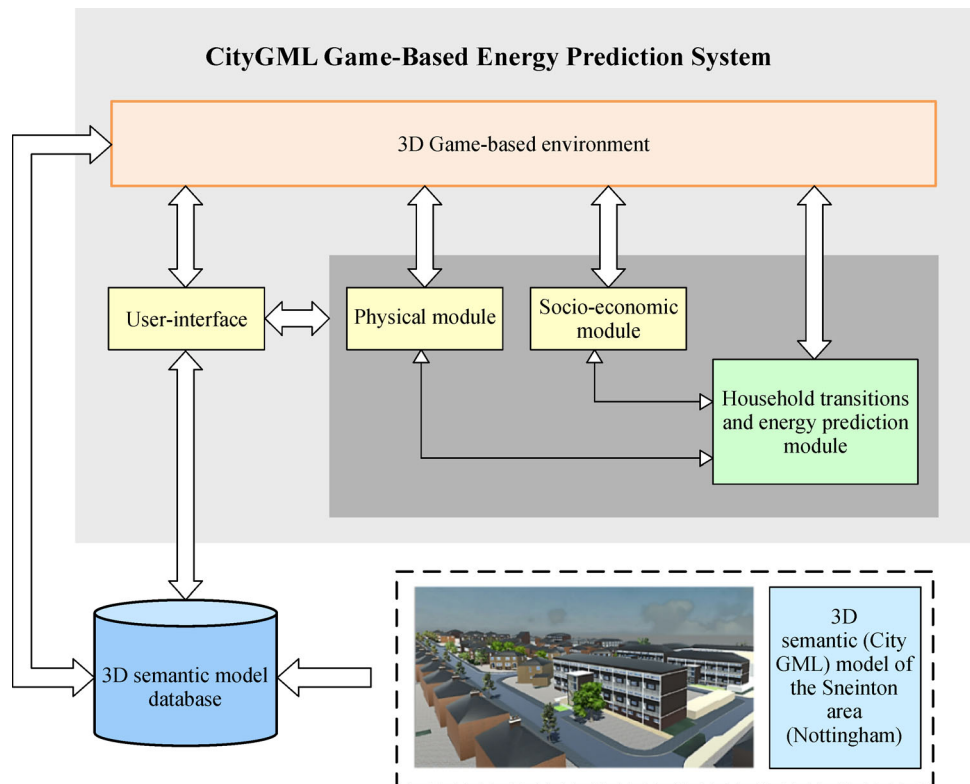 CityGML Game-Based Energy Prediction System
3D Game-based environment
User-interface
Physical module
Socio-economic
module
Household transitions
and energy prediction
module
3D semantic model
database
3D
semantic (City
GML) model of
the Sneinton
area
(Nottingham)